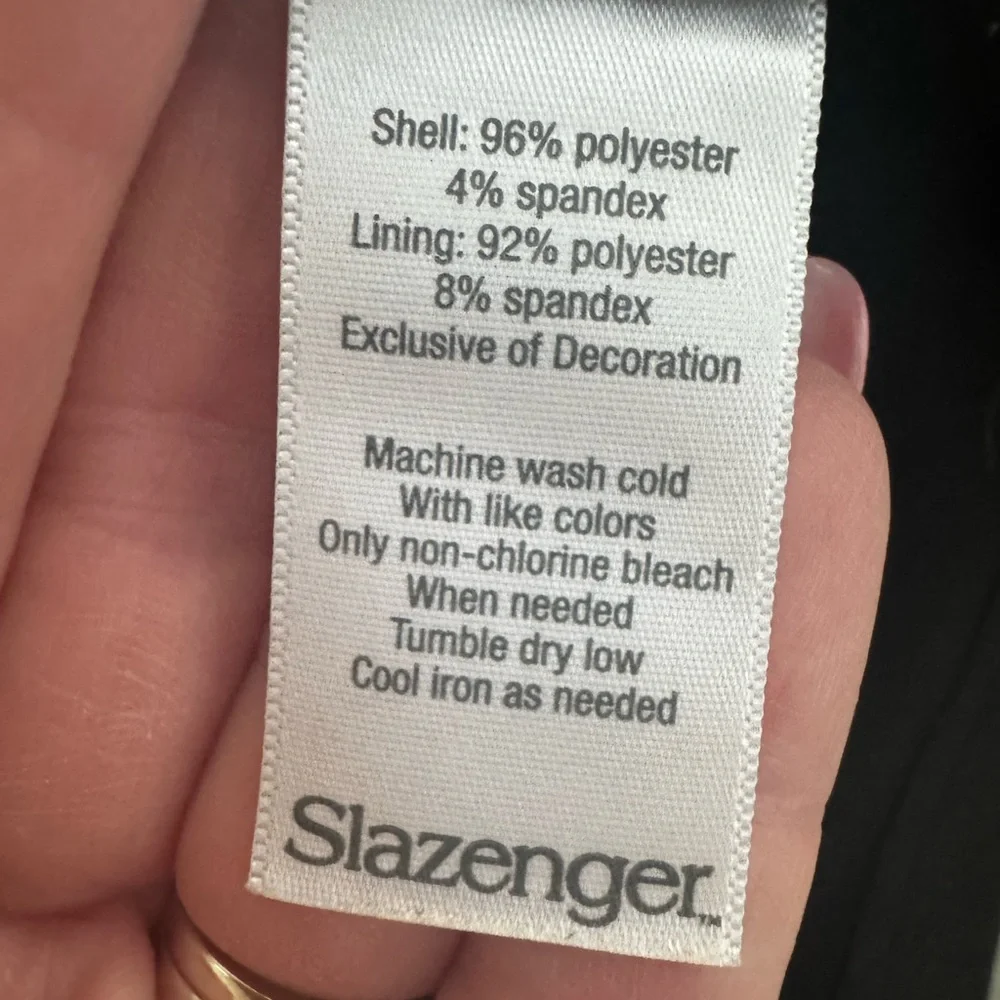 Shell: 96% polyester
4% spandex
Lining: 92% polyester
8% spandex
Exclusive of Decoration
Machine wash cold
With like colors
Only non-chlorine bleach
When needed
Tumble dry low
Cool iron as needed
Slazenger™